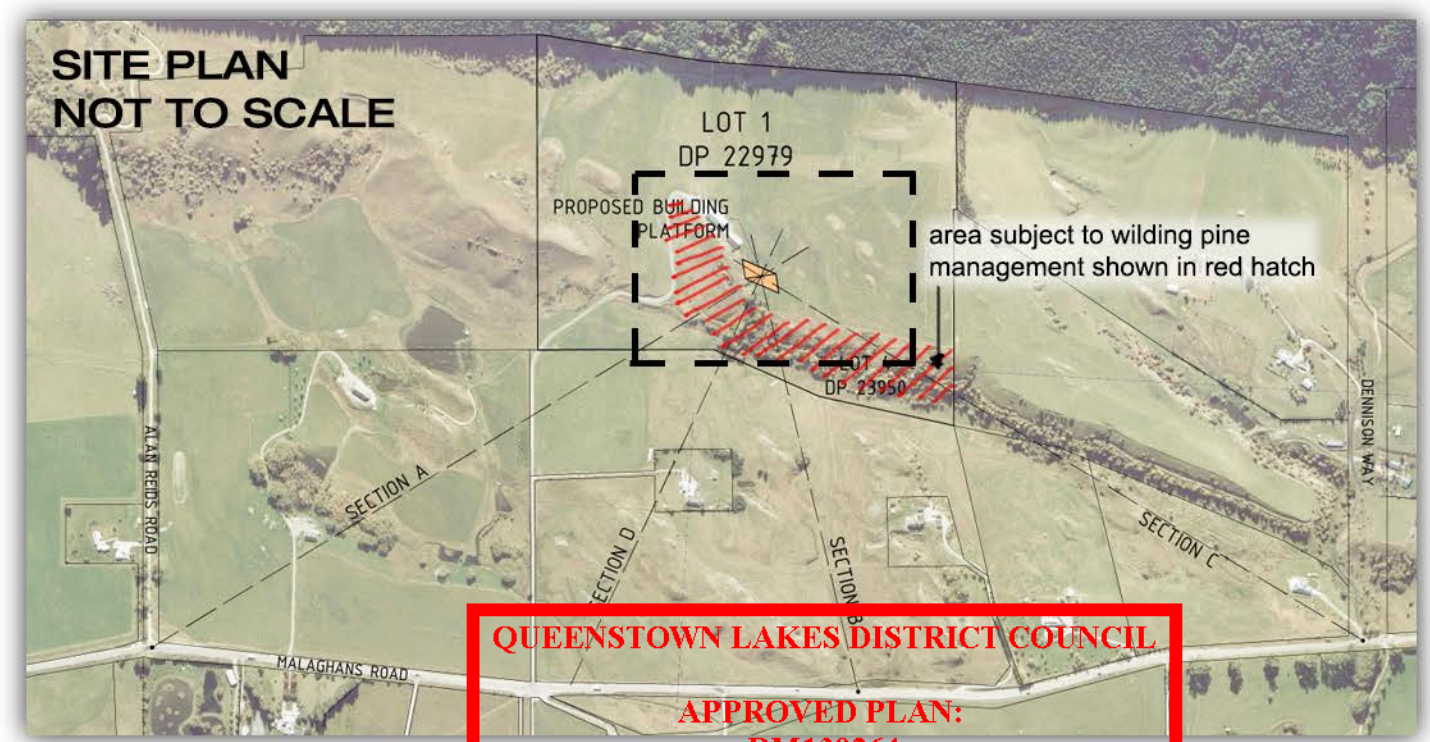 SITE PLAN
NOT TO SCALE
LOT 1
DP 22979
PROPOSED BUILDING
PLATFORM
area subject to wilding pine
management shown in red hatch
LOT
DP 23950
DENNISON WAY
ALAN REIDS ROAD
SECTION A
SECTION D
SECTION B
SECTION C
MALAGHANS ROAD
QUEENSTOWN LAKES DISTRICT COUNCIL
APPROVED PLAN: